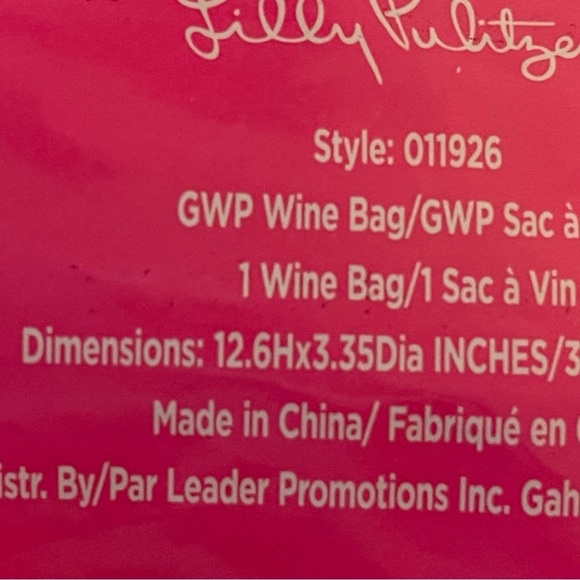 Lilly Pulitze
Style: 011926
GWP Wine Bag/GWP Sac à
1 Wine Bag/1 Sac à Vin
Dimensions: 12.6Hx3.35Dia INCHES/3
Made in China/ Fabriqué en
istr. By/Par Leader Promotions Inc. Gah